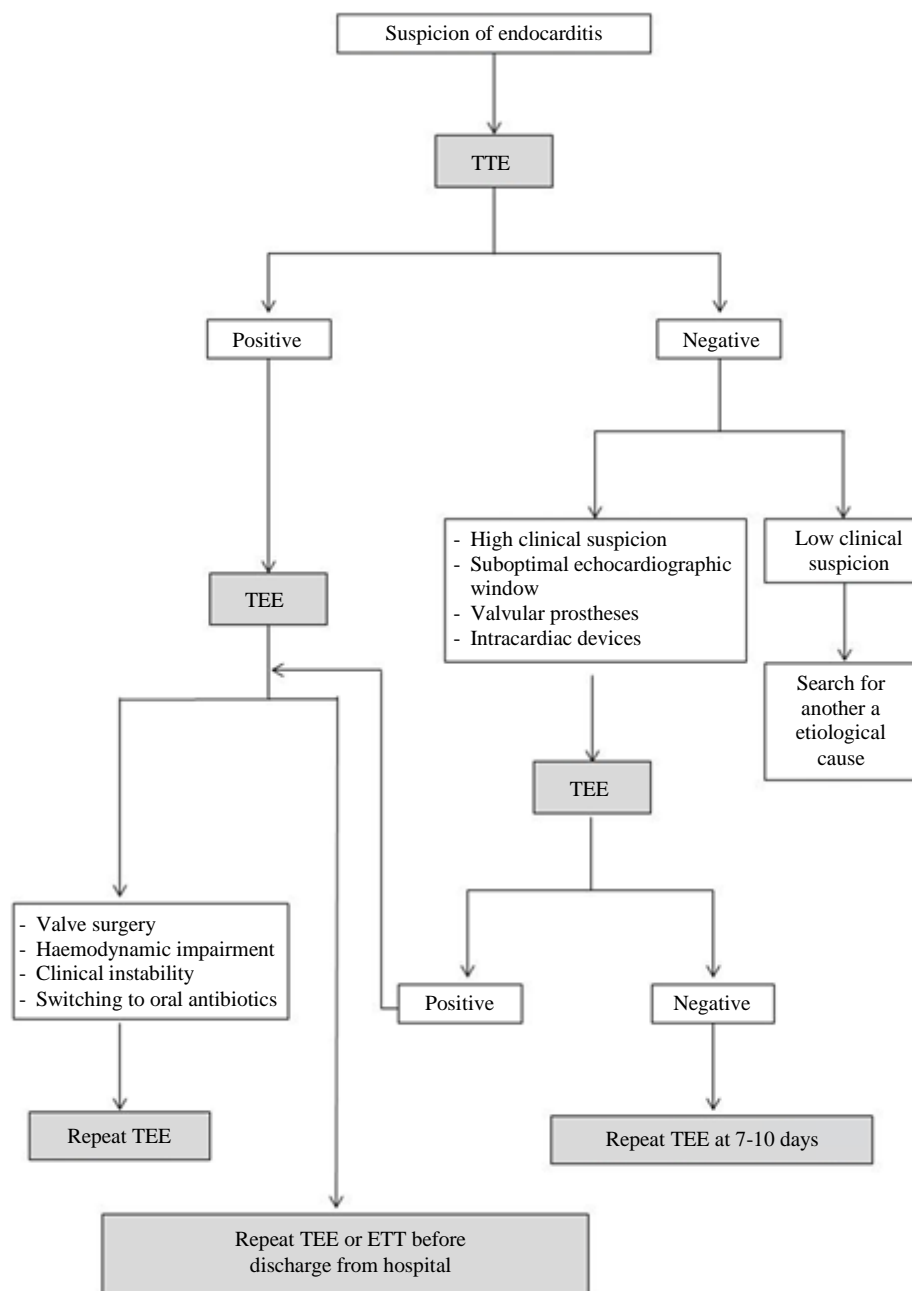 Suspicion of endocarditis
TTE
Positive
Negative
- High clinical suspicion
- Suboptimal echocardiographic
window
- Valvular prostheses
- Intracardiac devices
Low clinical
suspicion
TEE
Search for
another a
etiological
cause
TEE
- Valve surgery
- Haemodynamic impairment
- Clinical instability
- Switching to oral antibiotics
Positive
Negative
Repeat TEE
Repeat TEE at 7-10 days
Repeat TEE or ETT before
discharge from hospital